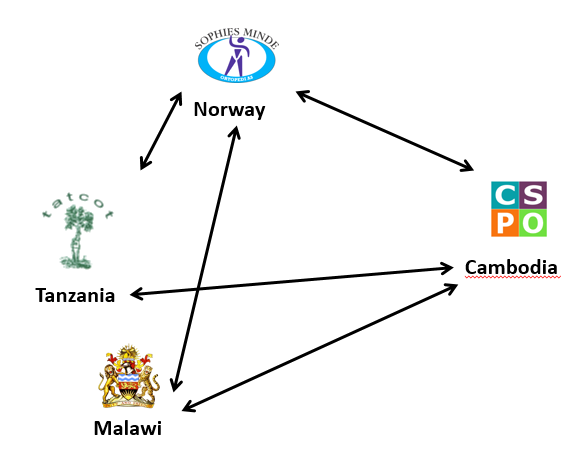 SOPHIES MINDE
ORTOPEDI AS
Norway
CS
PO
tatcot
Cambodia
Tanzania
Malawi